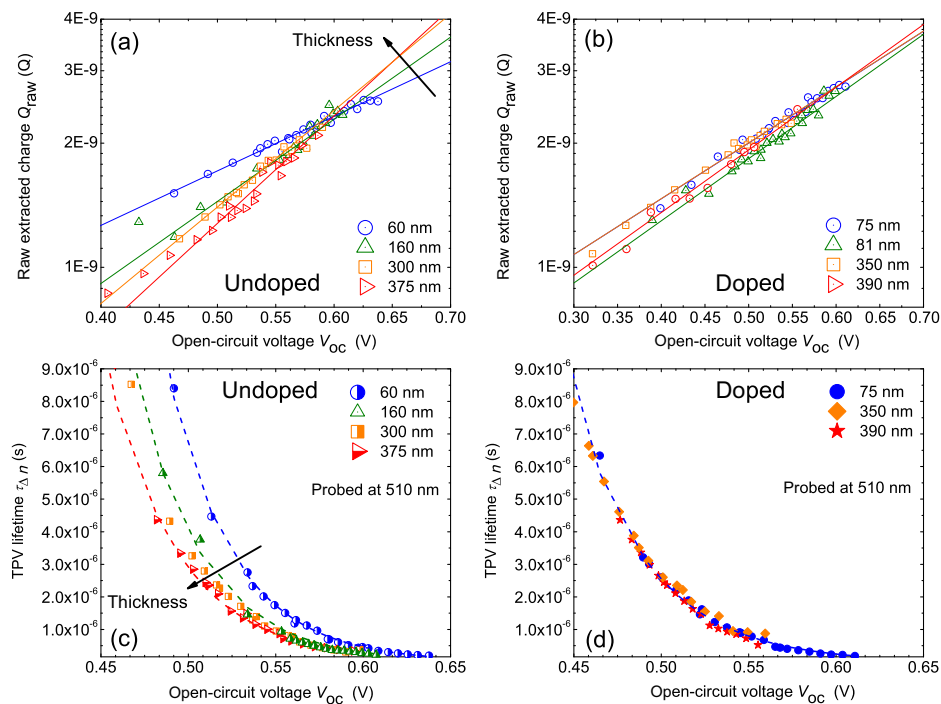 (a)
Thickness
4E-9
3E-9
2E-9
1E-9
Raw extracted charge Qraw (Q)
60 nm
160 nm
300 nm
375 nm
Undoped
0.40 0.45 0.50 0.55 0.60 0.65 0.70
Open-circuit voltage VOC (V)
(b)
4E-9
3E-9
2E-9
1E-9
Raw extracted charge Qraw (Q)
75 nm
81 nm
350 nm
390 nm
Doped
0.30 0.35 0.40 0.45 0.50 0.55 0.60 0.65 0.70
Open-circuit voltage VOC (V)
9.0x10-6
8.0x10-6
7.0x10-6
6.0x10-6
5.0x10-6
4.0x10-6
3.0x10-6
2.0x10-6
1.0x10-6
TPV lifetime τΔ n (s)
Undoped
60 nm
160 nm
300 nm
375 nm
Probed at 510 nm
Thickness
(c)
0.45 0.50 0.55 0.60 0.65
Open-circuit voltage VOC (V)
9.0x10-6
8.0x10-6
7.0x10-6
6.0x10-6
5.0x10-6
4.0x10-6
3.0x10-6
2.0x10-6
1.0x10-6
TPV lifetime τΔ n (s)
Doped
75 nm
350 nm
390 nm
Probed at 510 nm
(d)
0.45 0.50 0.55 0.60 0.65
Open-circuit voltage VOC (V)